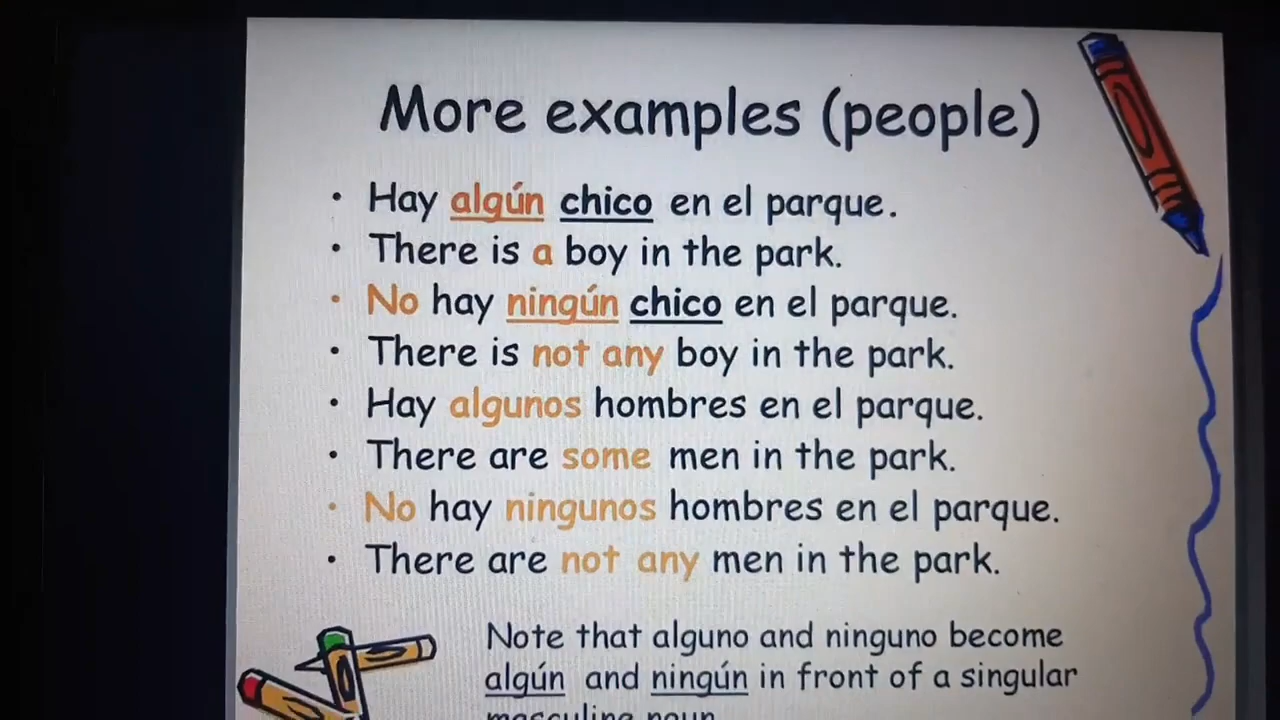 More examples (people)
• Hay algún chico en el parque.
• There is a boy in the park.
• No hay ningún chico en el parque.
• There is not any boy in the park.
• Hay algunos hombres en el parque.
• There are some men in the park.
• No hay ningunos hombres en el parque.
• There are not any men in the park.
Note that alguno and ninguno become
algún and ningún in front of a singular
masculine noun